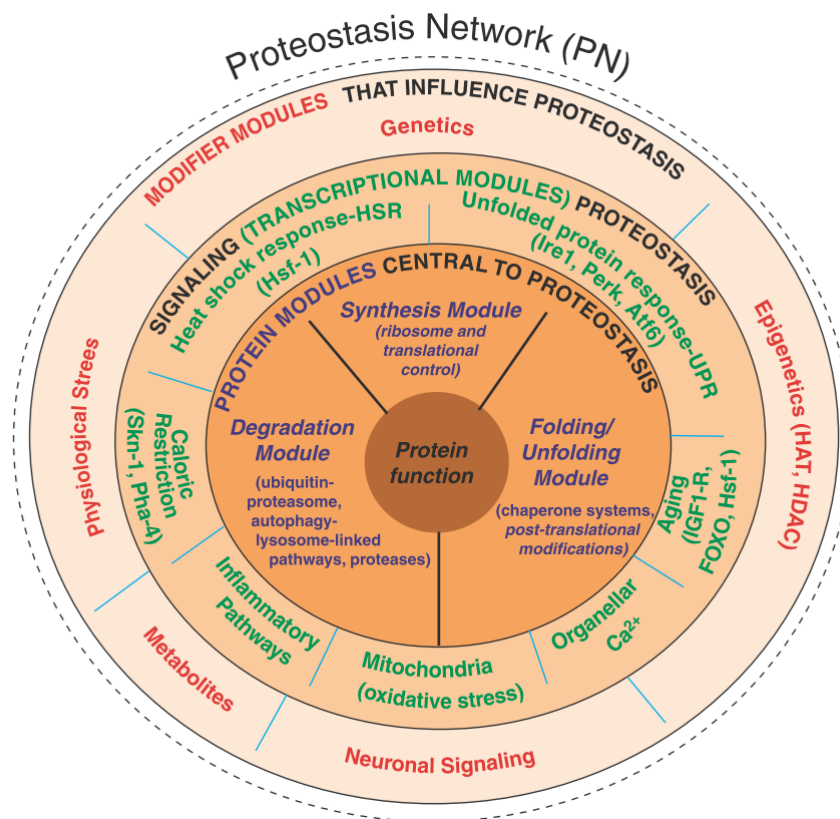 Proteostasis Network (PN)
MODIFIER MODULES THAT INFLUENCE PROTEOSTASIS
Genetics
Epigenetics (HAT, HDAC)
Neuronal Signaling
Metabolites
Physiological Strees
SIGNALING (TRANSCRIPTIONAL MODULES) PROTEOSTASIS
Heat shock response-HSR
(Hsf-1)
Unfolded protein response-UPR
(Ire1, Perk, Atf6)
Aging
(IGF1-R,
FOXO, Hsf-1)
Organellar
Ca²⁺
Mitochondria
(oxidative stress)
Inflammatory
Pathways
Caloric
Restriction
(Skn-1, Pha-4)
PROTEIN MODULES CENTRAL TO PROTEOSTASIS
Synthesis Module
(ribosome and
translational
control)
Folding/
Unfolding
Module
(chaperone systems,
post-translational
modifications)
Degradation
Module
(ubiquitin-
proteasome,
autophagy-
lysosome-linked
pathways, proteases)
Protein
function